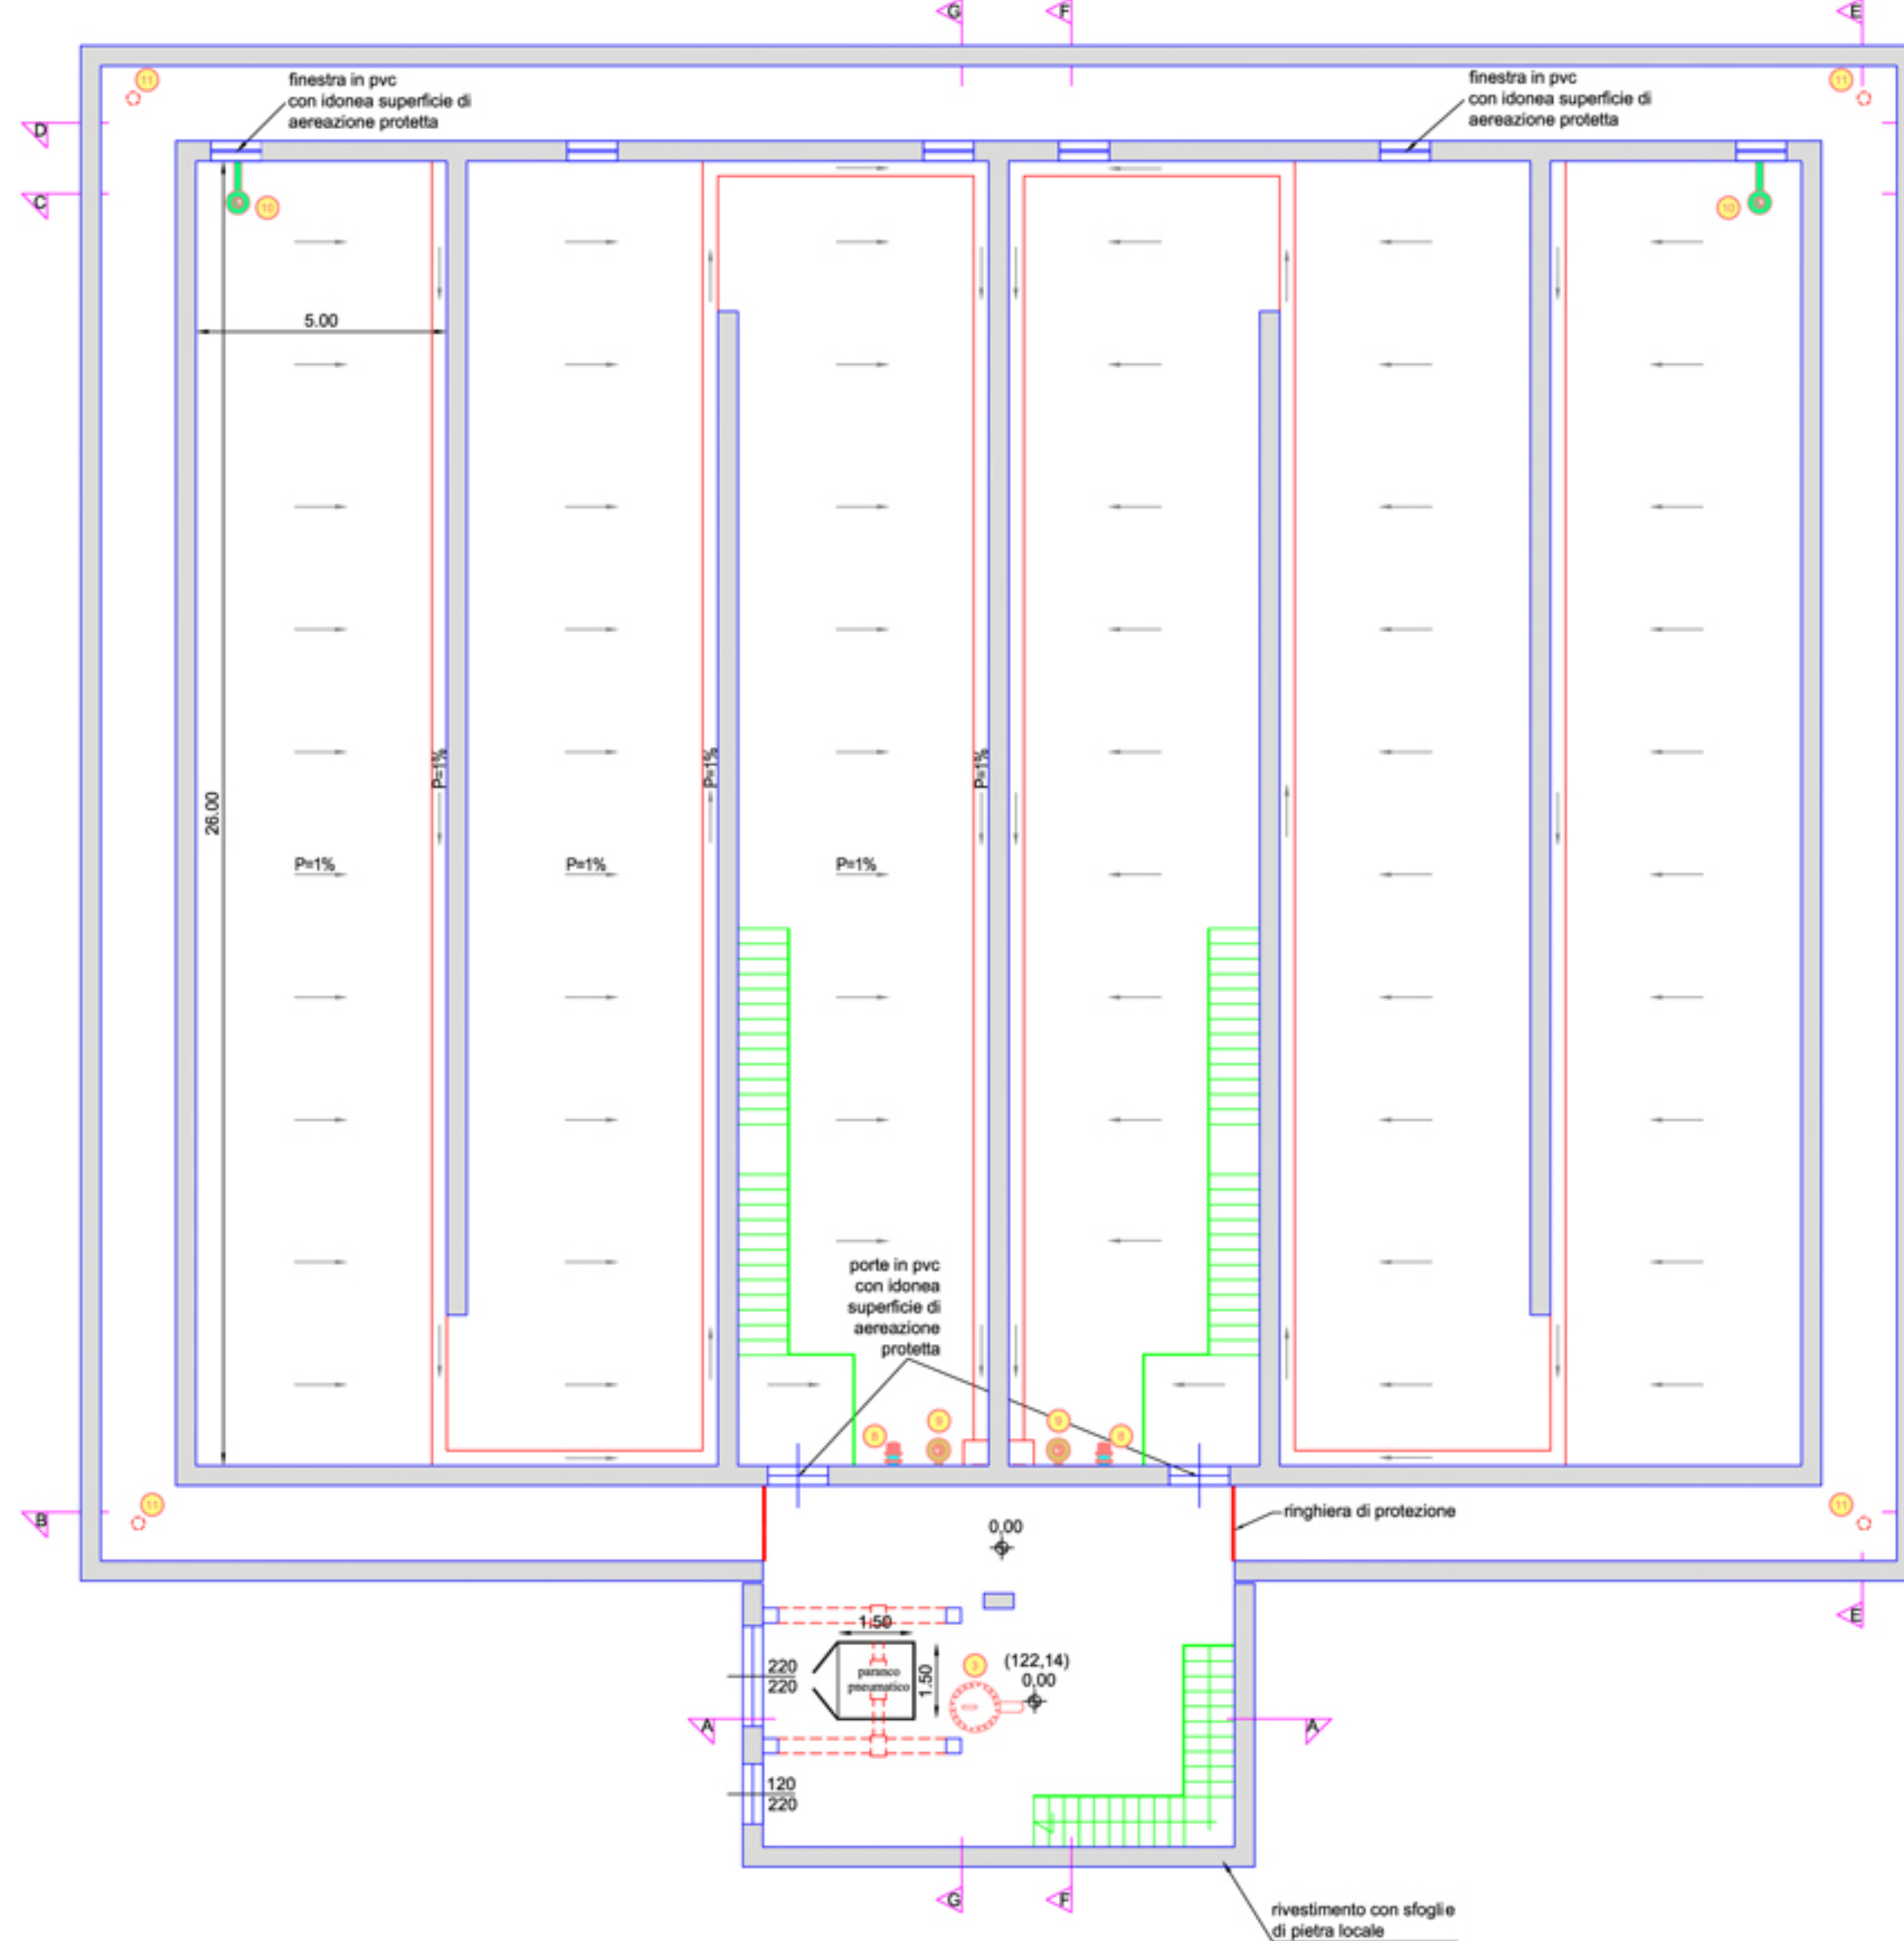 G
F
E
11
finestra in pvc
con idonea superficie di
aereazione protetta
finestra in pvc
con idonea superficie di
aereazione protetta
11
D
C
10
10
5.00
P=1%
P=1%
P=1%
26.00
P=1%
P=1%
P=1%
porte in pvc
con idonea
superficie di
aereazione
protetta
8
9
9
8
B
11
11
ringhiera di protezione
0,00
E
1.50
220
220
paranco
pneumatico
1.50
3
(122,14)
0,00
A
A
120
220
G
F
rivestimento con sfoglie
di pietra locale